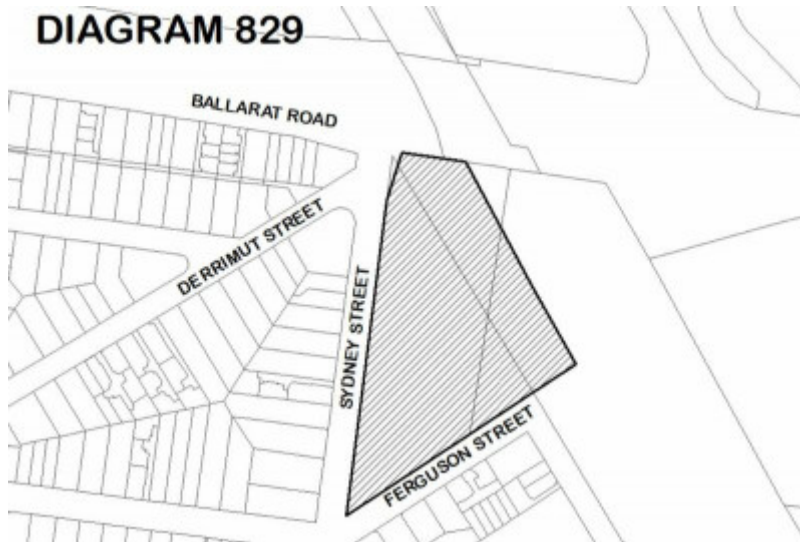 DIAGRAM 829
BALLARAT ROAD
DERRIMUT STREET
SYDNEY STREET
FERGUSON STREET